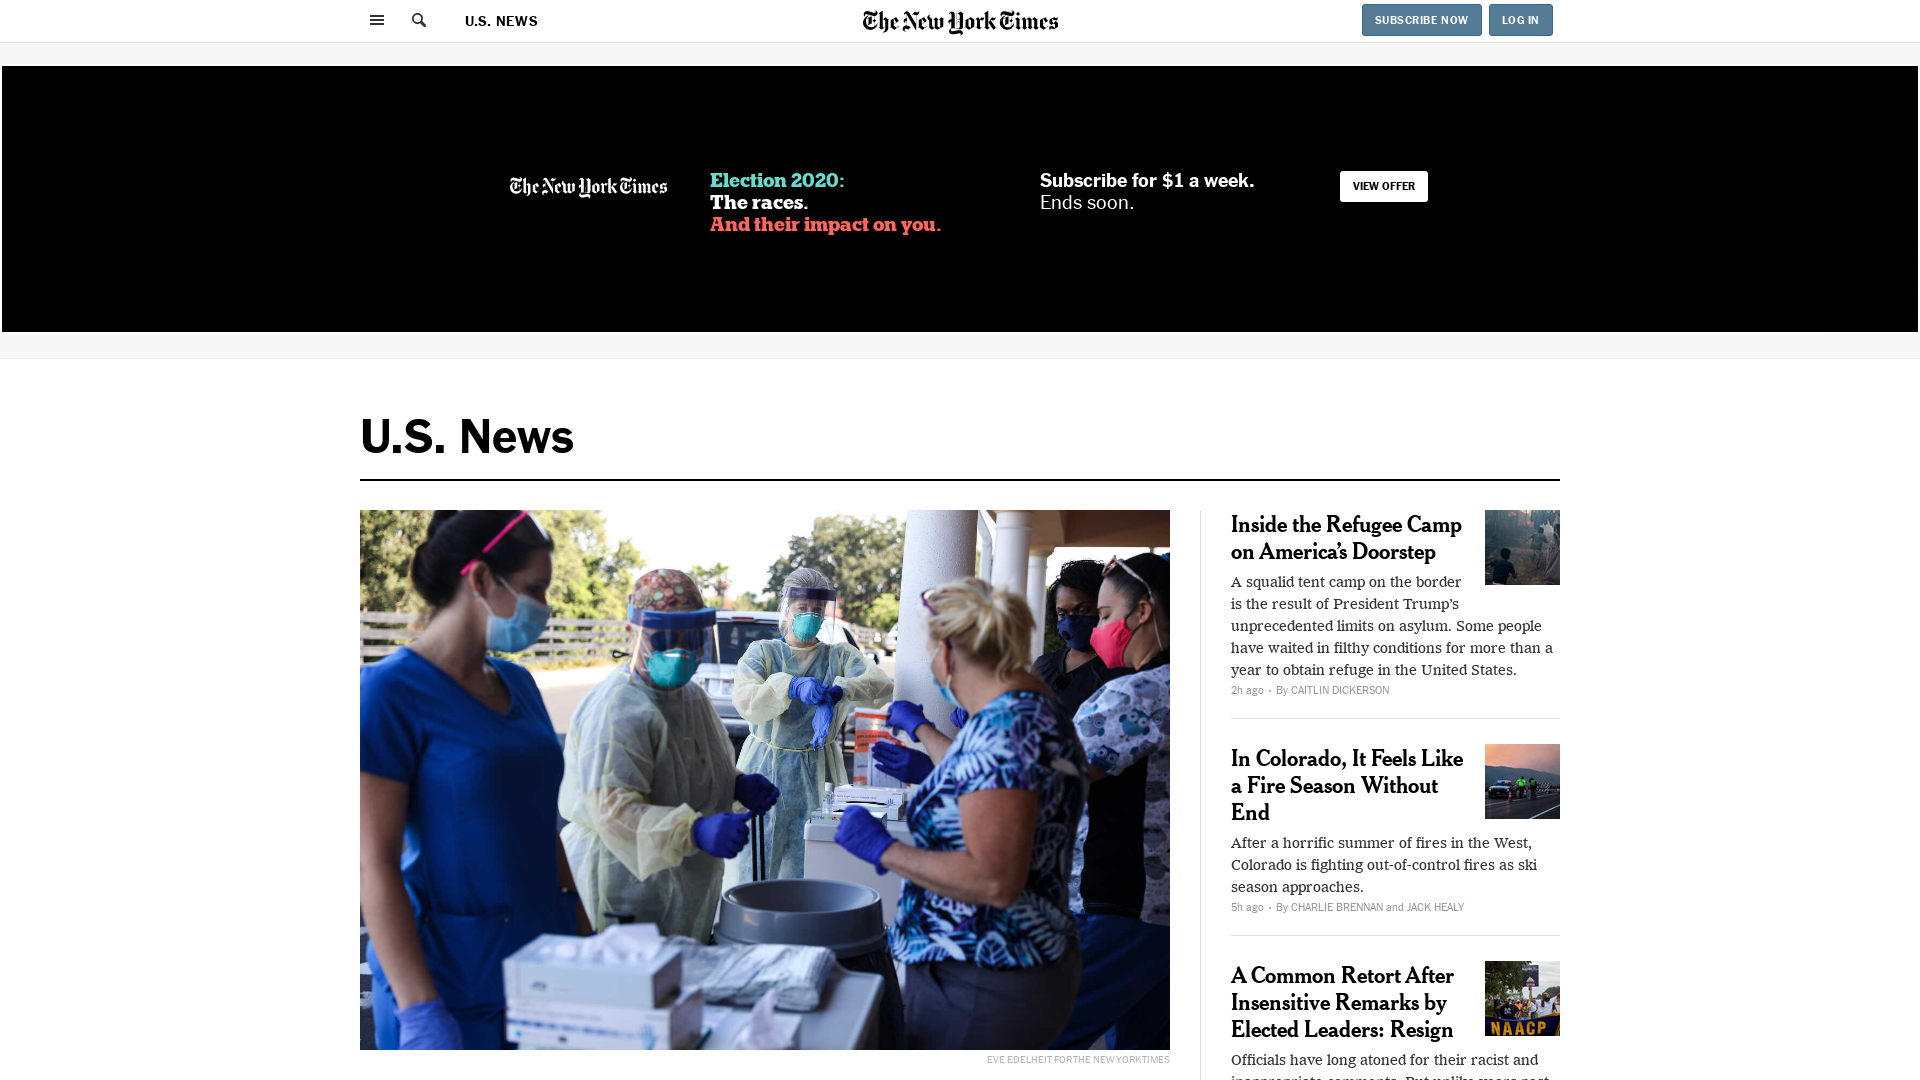 U.S. NEWS
The New York Times
SUBSCRIBE NOW
LOG IN
The New York Times
Election 2020:
The races.
And their impact on you.
Subscribe for $1 a week.
Ends soon.
VIEW OFFER
U.S. News
EVE EDELHEIT FOR THE NEW YORK TIMES
Inside the Refugee Camp
on America’s Doorstep
A squalid tent camp on the border
is the result of President Trump’s
unprecedented limits on asylum. Some people
have waited in filthy conditions for more than a
year to obtain refuge in the United States.
2h ago • By CAITLIN DICKERSON
In Colorado, It Feels Like
a Fire Season Without
End
After a horrific summer of fires in the West,
Colorado is fighting out-of-control fires as ski
season approaches.
5h ago • By CHARLIE BRENNAN and JACK HEALY
A Common Retort After
Insensitive Remarks by
Elected Leaders: Resign
NAACP
Officials have long atoned for their racist and